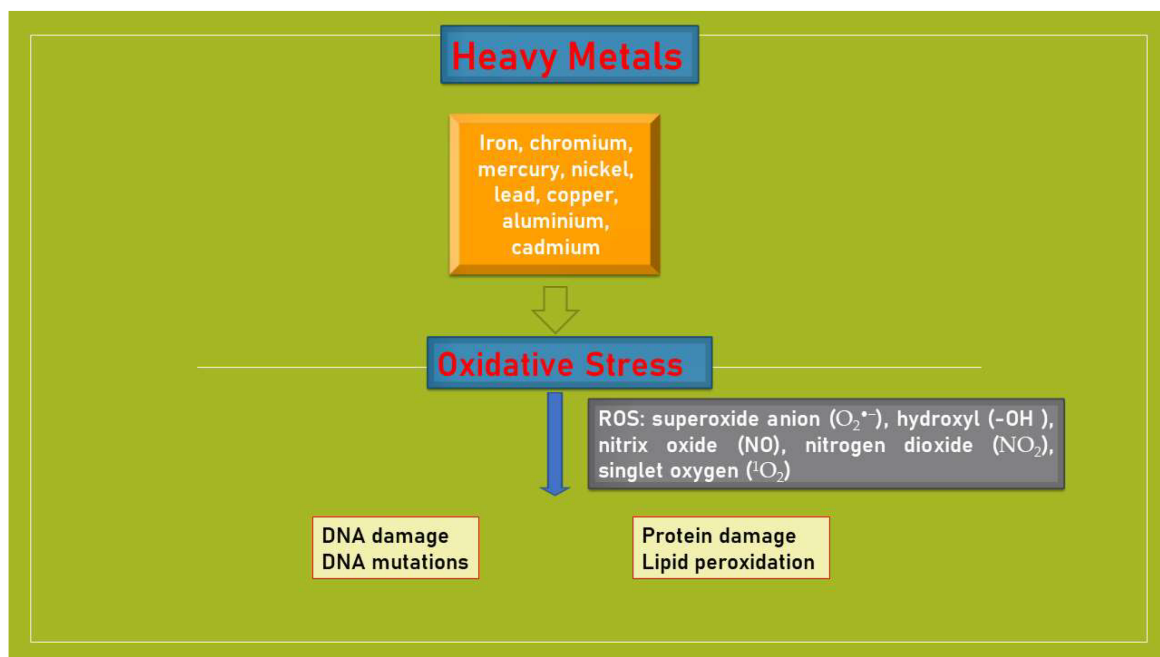 Heavy Metals
Iron, chromium,
mercury, nickel,
lead, copper,
aluminium,
cadmium
Oxidative Stress
ROS: superoxide anion (O₂•−), hydroxyl (-OH ),
nitrix oxide (NO), nitrogen dioxide (NO₂),
singlet oxygen (¹O₂)
DNA damage
DNA mutations
Protein damage
Lipid peroxidation